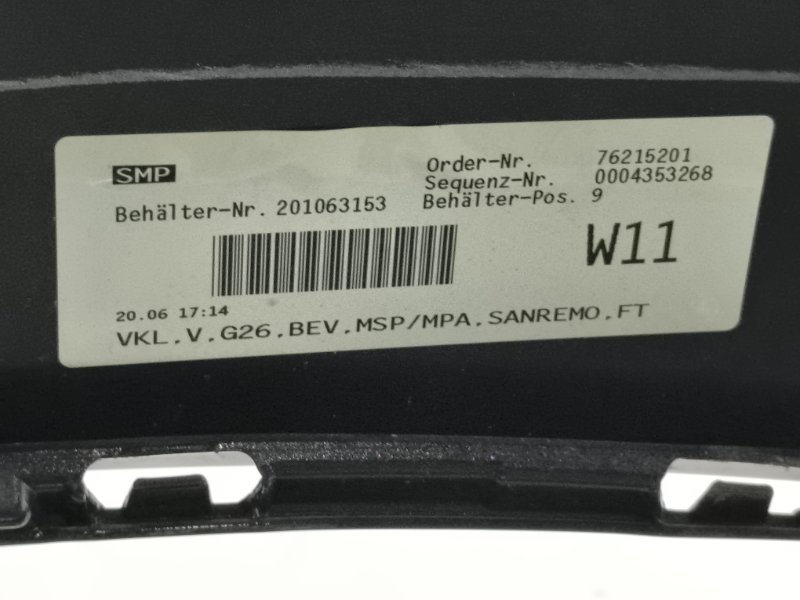 SMP
Order-Nr. 76215201
Sequenz-Nr. 0004353268
Behälter-Nr. 201063153 Behälter-Pos. 9
W11
20.06 17:14
VKL.V.G26.BEV.MSP/MPA.SANREMO.FT